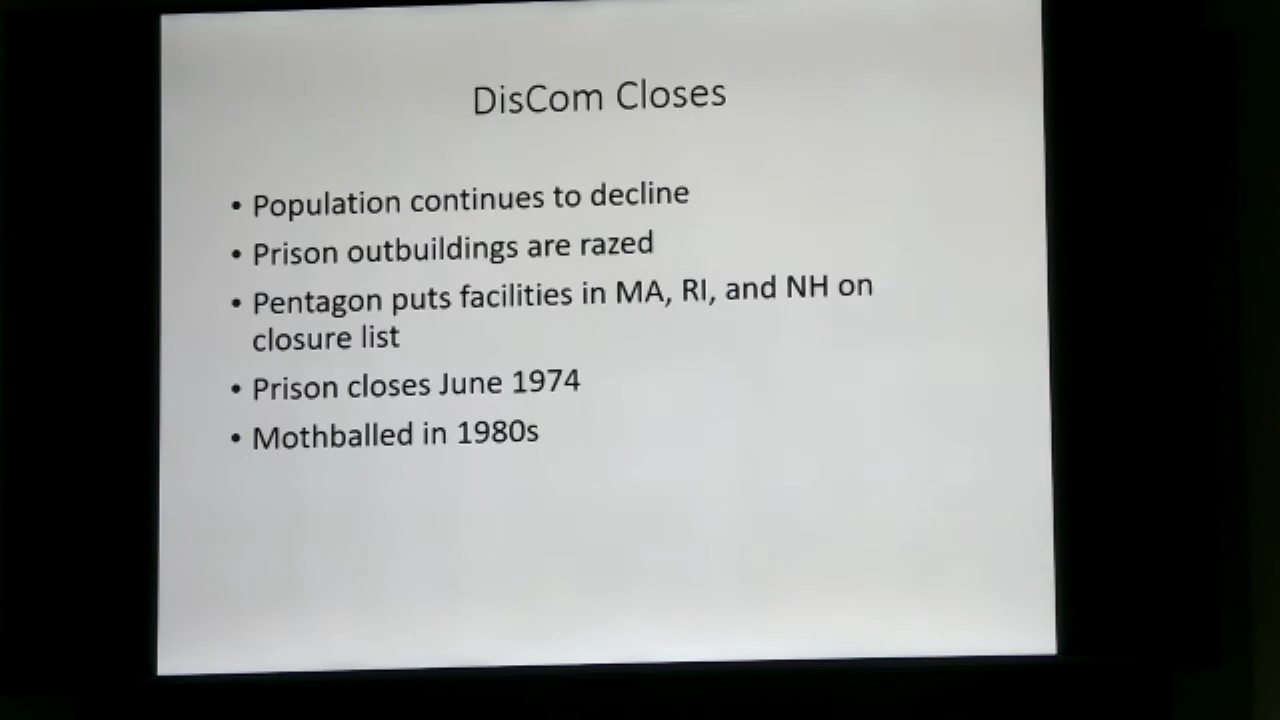 DisCom Closes
• Population continues to decline
• Prison outbuildings are razed
• Pentagon puts facilities in MA, RI, and NH on
closure list
• Prison closes June 1974
• Mothballed in 1980s